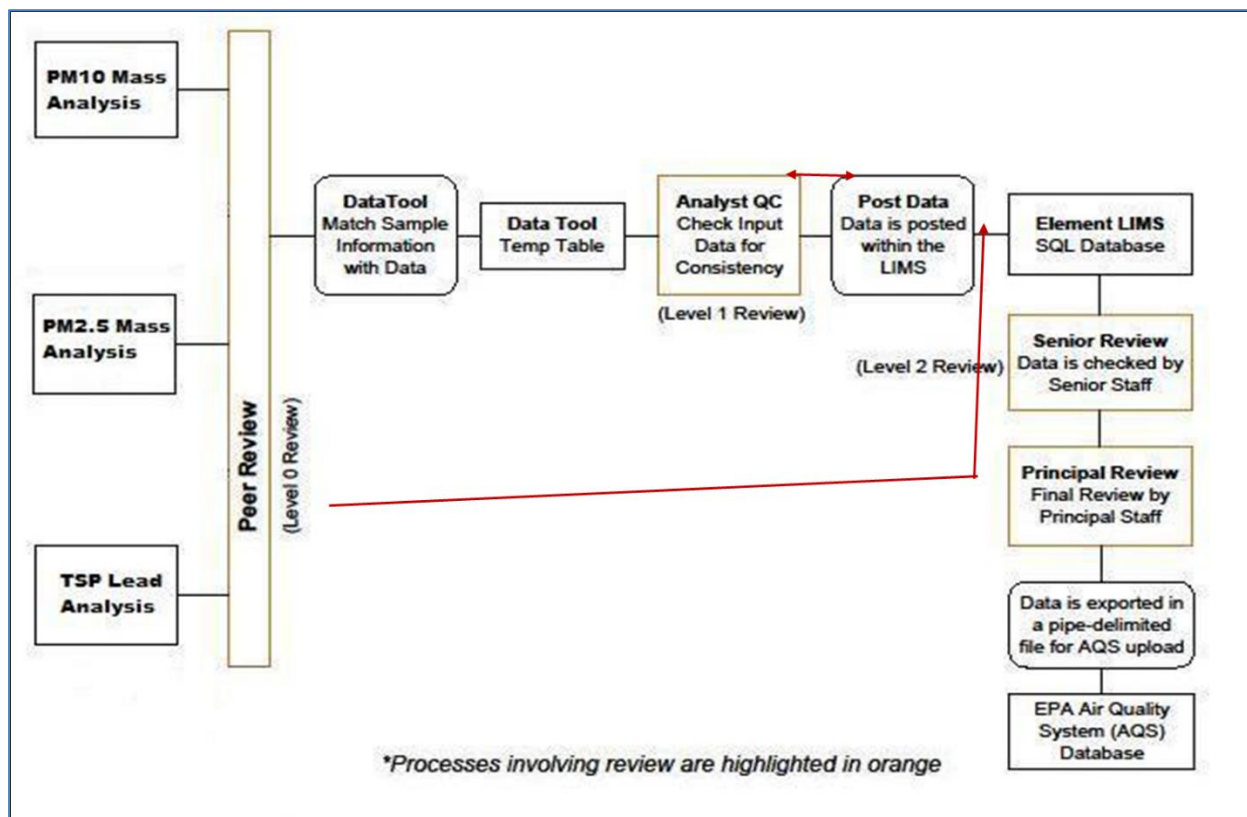 PM10 Mass
Analysis
PM2.5 Mass
Analysis
TSP Lead
Analysis
Peer Review
(Level 0 Review)
DataTool
Match Sample
Information
with Data
Data Tool
Temp Table
Analyst QC
Check Input
Data for
Consistency
(Level 1 Review)
Post Data
Data is posted
within the
LIMS
Element LIMS
SQL Database
(Level 2 Review)
Senior Review
Data is checked by
Senior Staff
Principal Review
Final Review by
Principal Staff
Data is exported in
a pipe-delimited
file for AQS upload
EPA Air Quality
System (AQS)
Database
*Processes involving review are highlighted in orange